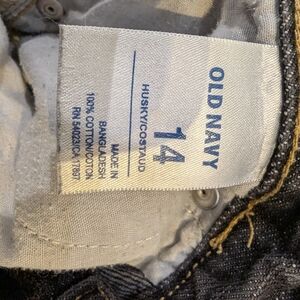 OLD NAVY
14
HUSKY/COSTAUD
MADE IN
BANGLADESH
100% COTTON/COTON
RN 54023/CA 17897